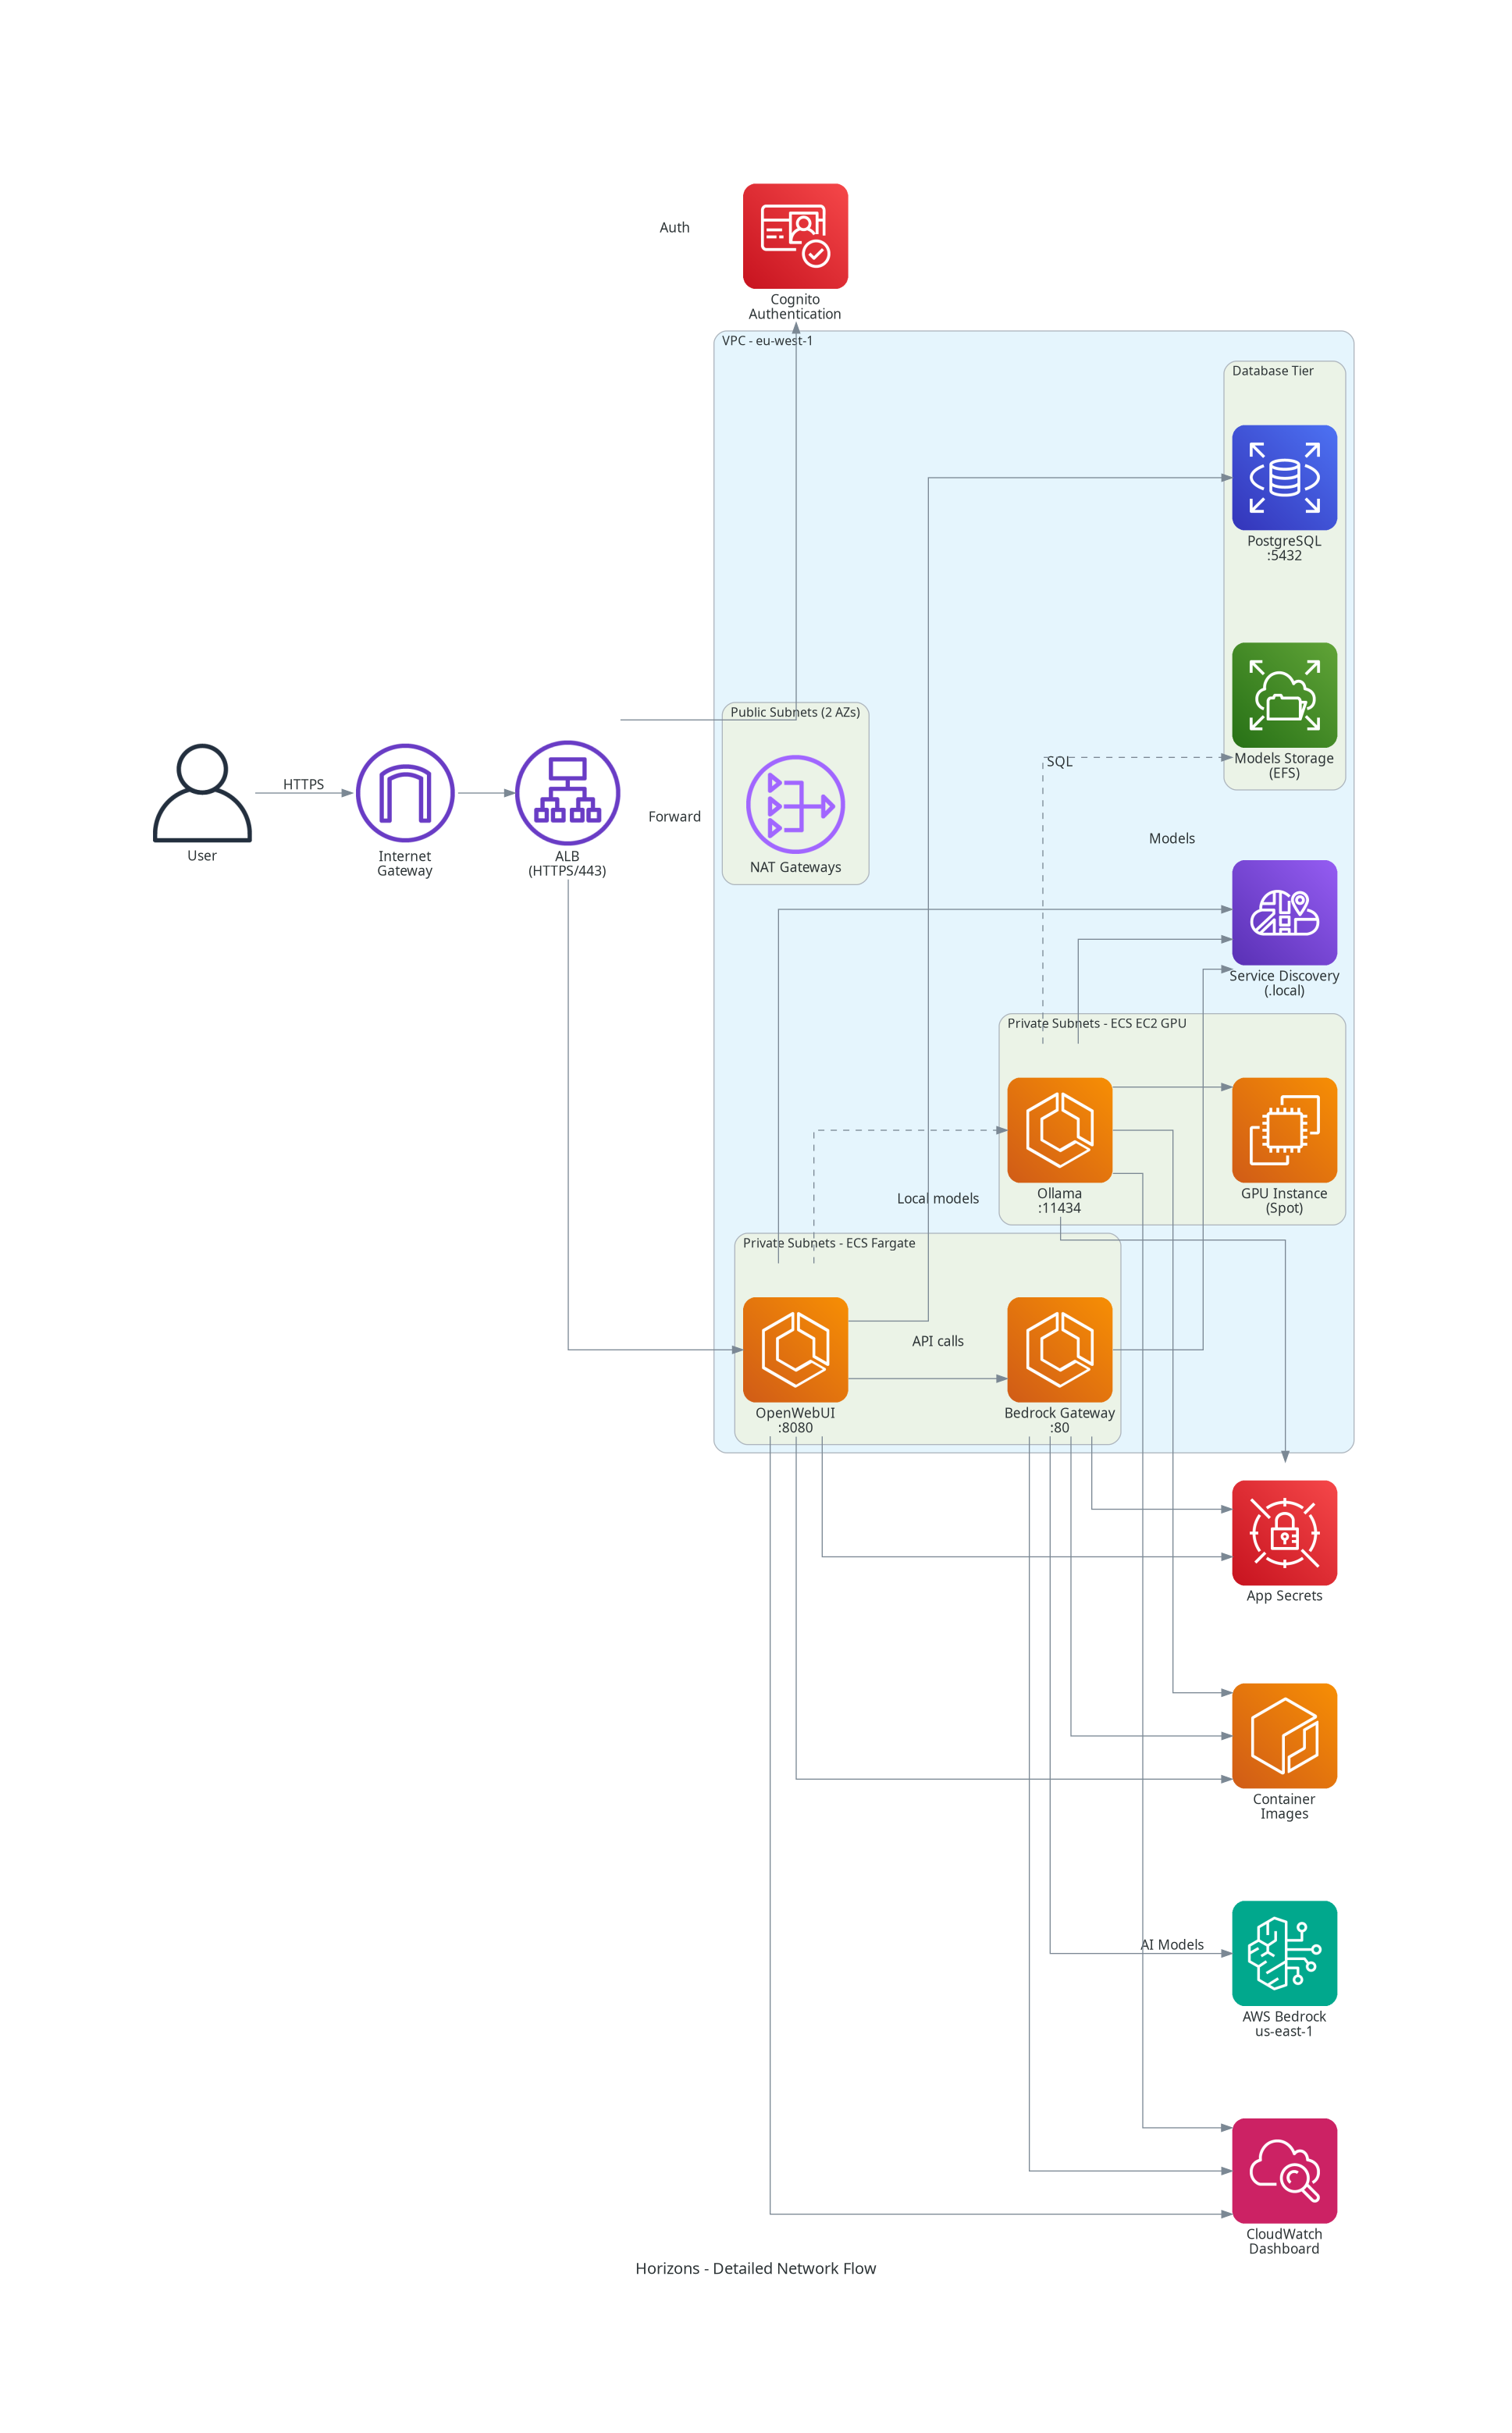 Auth
Cognito
Authentication
VPC - eu-west-1
Database Tier
PostgreSQL
:5432
Public Subnets (2 AZs)
SQL
Models Storage
(EFS)
HTTPS
Forward
Models
User
Internet
Gateway
ALB
(HTTPS/443)
NAT Gateways
Service Discovery
(.local)
Private Subnets - ECS EC2 GPU
Local models
Ollama
:11434
GPU Instance
(Spot)
Private Subnets - ECS Fargate
API calls
OpenWebUI
:8080
Bedrock Gateway
:80
App Secrets
Container
Images
AI Models
AWS Bedrock
us-east-1
CloudWatch
Dashboard
Horizons - Detailed Network Flow